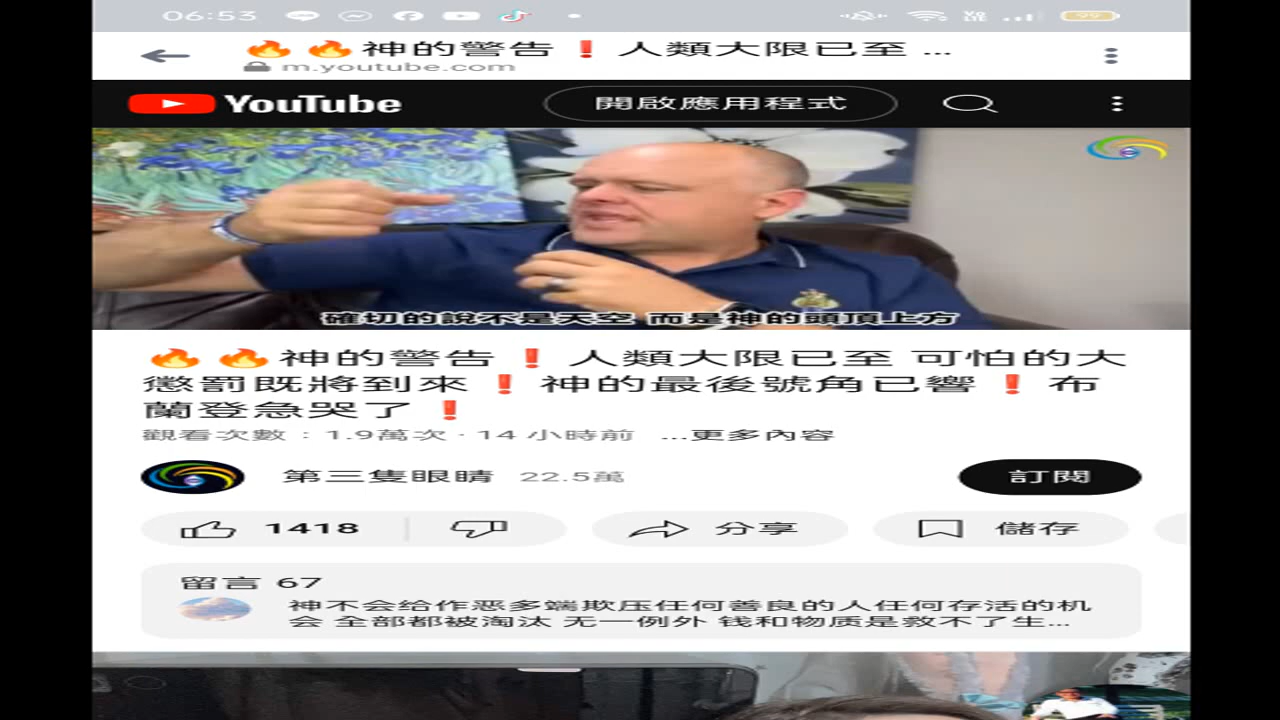 06:53
99
🔥🔥神的警告❗人類大限已至 ...
m.youtube.com
YouTube
開啟應用程式
確切的說不是天空 而是神的頭頂上方
🔥🔥神的警告❗人類大限已至 可怕的大
懲罰既將到來❗神的最後號角已響❗布
蘭登急哭了❗
觀看次數：1.9萬次 · 14 小時前 ...更多內容
第三隻眼睛 22.5萬
訂閱
1418
分享
儲存
留言 67
神不会给作恶多端欺压任何善良的人任何存活的机
会 全部都被淘汰 无一例外 钱和物质是救不了生...